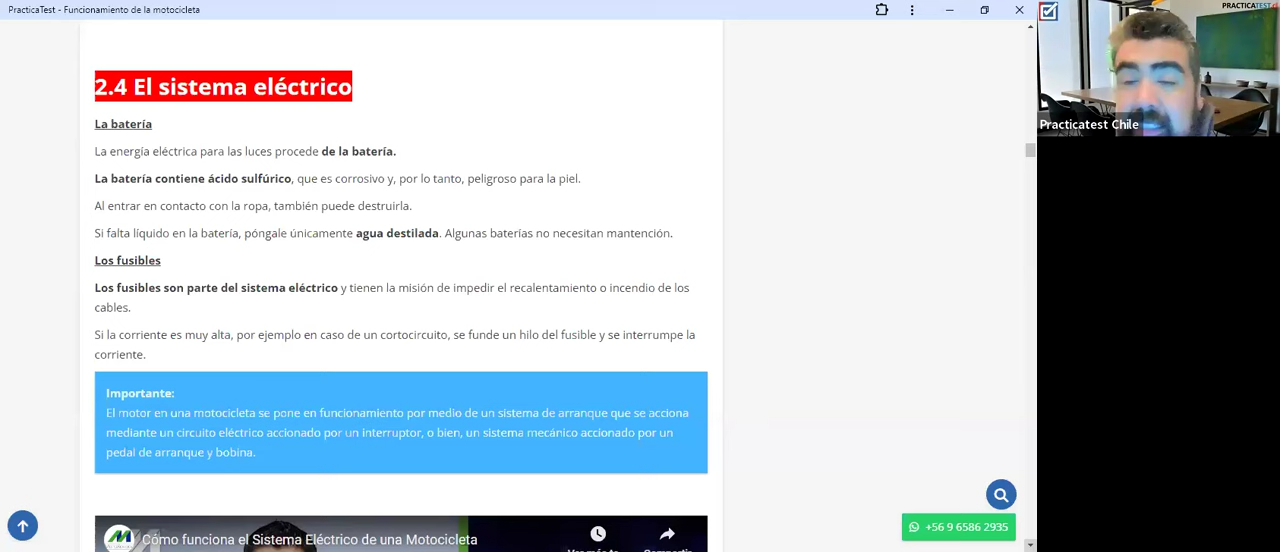 PracticaTest - Funcionamiento de la motocicleta
PRACTICATEST.cl
Practicatest Chile
2.4 El sistema eléctrico
La batería
La energía eléctrica para las luces procede de la batería.
La batería contiene ácido sulfúrico, que es corrosivo y, por lo tanto, peligroso para la piel.
Al entrar en contacto con la ropa, también puede destruirla.
Si falta líquido en la batería, póngale únicamente agua destilada. Algunas baterías no necesitan mantención.
Los fusibles
Los fusibles son parte del sistema eléctrico y tienen la misión de impedir el recalentamiento o incendio de los
cables.
Si la corriente es muy alta, por ejemplo en caso de un cortocircuito, se funde un hilo del fusible y se interrumpe la
corriente.
Importante:
El motor en una motocicleta se pone en funcionamiento por medio de un sistema de arranque que se acciona
mediante un circuito eléctrico accionado por un interruptor, o bien, un sistema mecánico accionado por un
pedal de arranque y bobina.
+56 9 6586 2935
Cómo funciona el Sistema Eléctrico de una Motocicleta